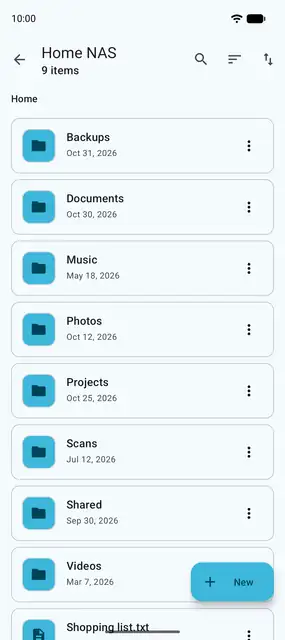 10:00
Home NAS
9 items
Home
Backups
Oct 31, 2026
Documents
Oct 30, 2026
Music
May 18, 2026
Photos
Oct 12, 2026
Projects
Oct 25, 2026
Scans
Jul 12, 2026
Shared
Sep 30, 2026
Videos
Mar 7, 2026
New
Shopping list.txt